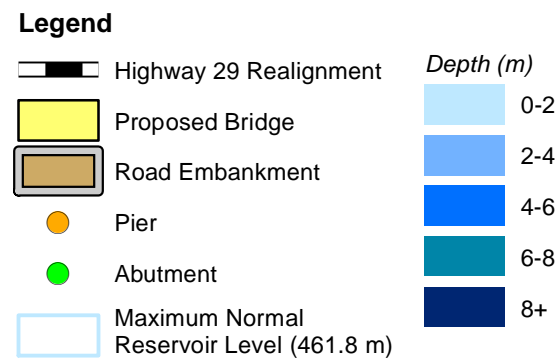 Legend
Highway 29 Realignment
Proposed Bridge
Road Embankment
Pier
Abutment
Maximum Normal
Reservoir Level (461.8 m)
Depth (m)
0-2
2-4
4-6
6-8
8+